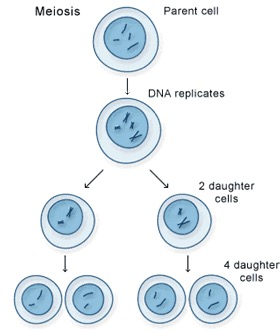 Meiosis
Parent cell
DNA replicates
2 daughter
cells
4 daughter
cells